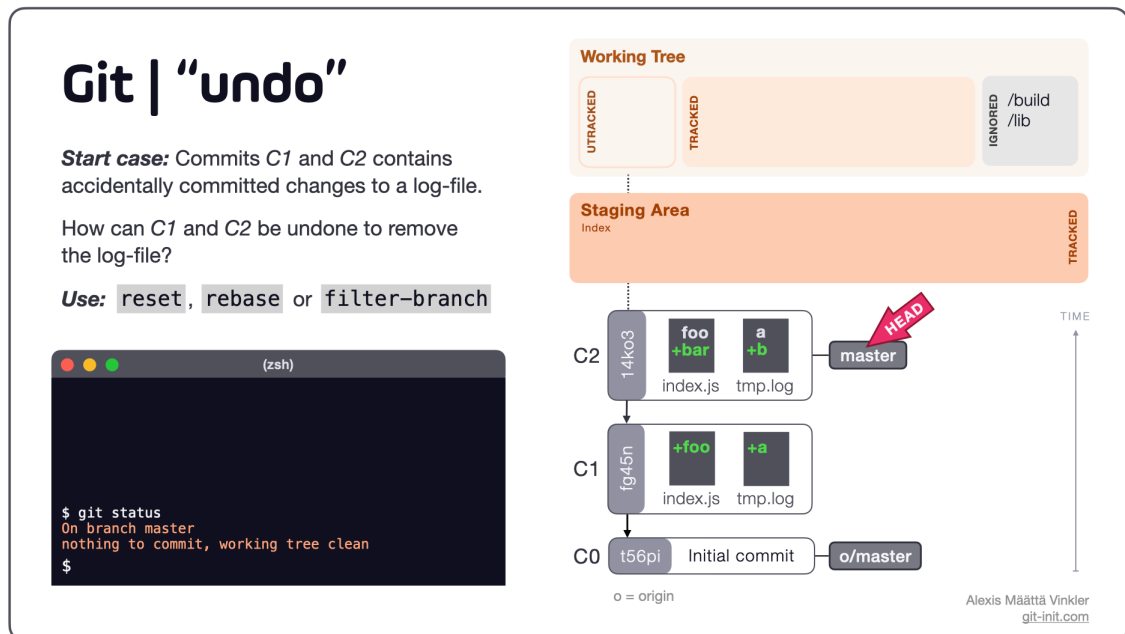 Git | “undo”
Start case: Commits C1 and C2 contains
accidentally committed changes to a log-file.
How can C1 and C2 be undone to remove
the log-file?
Use: reset, rebase or filter-branch
(zsh)
$ git status
On branch master
nothing to commit, working tree clean
$
Working Tree
UTRACKED
TRACKED
IGNORED
/build
/lib
Staging Area
Index
TRACKED
C2
14ko3
foo
+bar
index.js
a
+b
tmp.log
master
HEAD
TIME
C1
fg45n
+foo
index.js
+a
tmp.log
C0
t56pi
Initial commit
o/master
o = origin
Alexis Määttä Vinkler
git-init.com